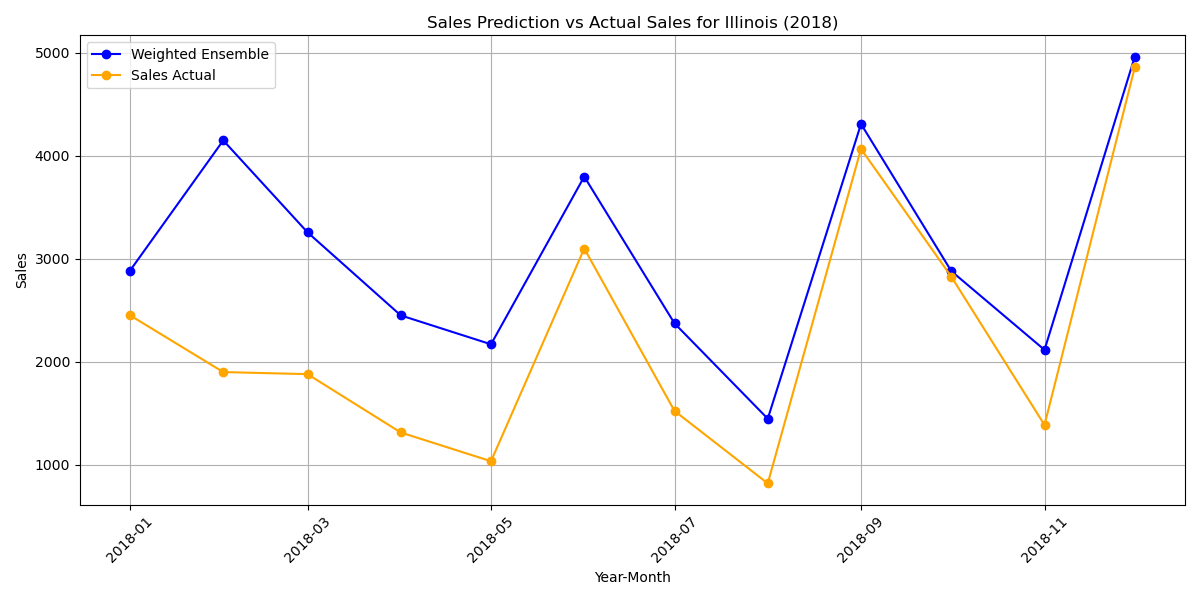 Sales Prediction vs Actual Sales for Illinois (2018)
Weighted Ensemble
Sales Actual
Sales
5000
4000
3000
2000
1000
2018-01
2018-03
2018-05
2018-07
2018-09
2018-11
Year-Month